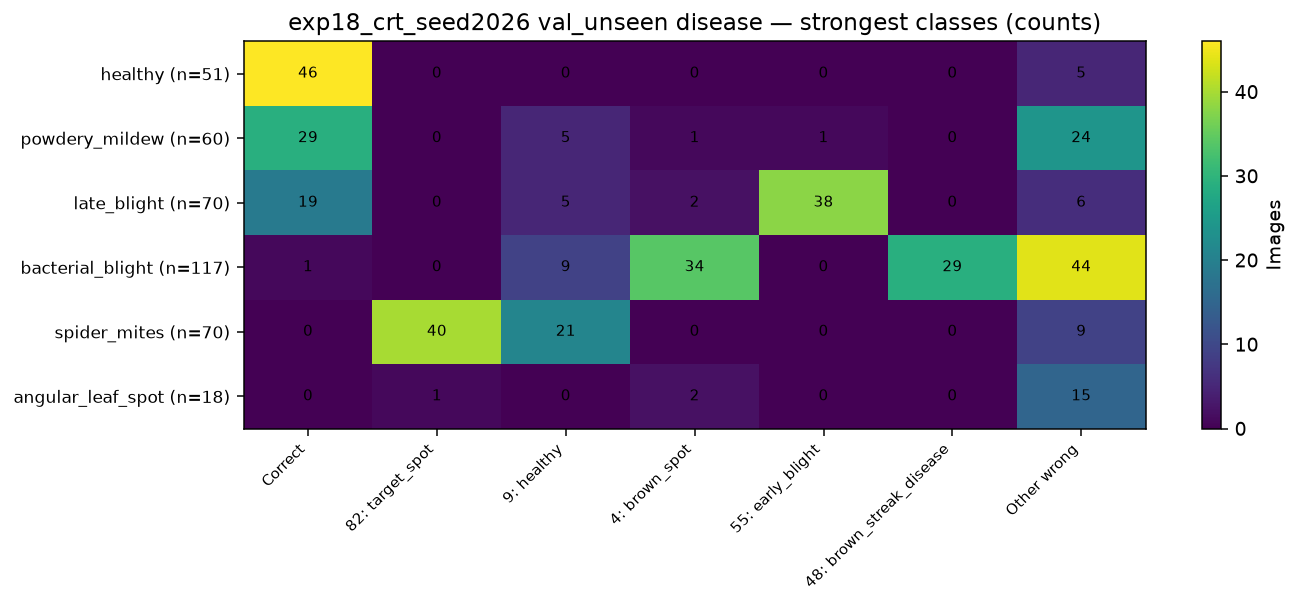 exp18_crt_seed2026 val_unseen disease — strongest classes (counts)
healthy (n=51) 46 0 0 0 0 0 5
powdery_mildew (n=60) 29 0 5 1 1 0 24
late_blight (n=70) 19 0 5 2 38 0 6
bacterial_blight (n=117) 1 0 9 34 0 29 44
spider_mites (n=70) 0 40 21 0 0 0 9
angular_leaf_spot (n=18) 0 1 0 2 0 0 15
Correct
82: target_spot
9: healthy
4: brown_spot
55: early_blight
48: brown_streak_disease
Other wrong
40
30
20
10
0
Images